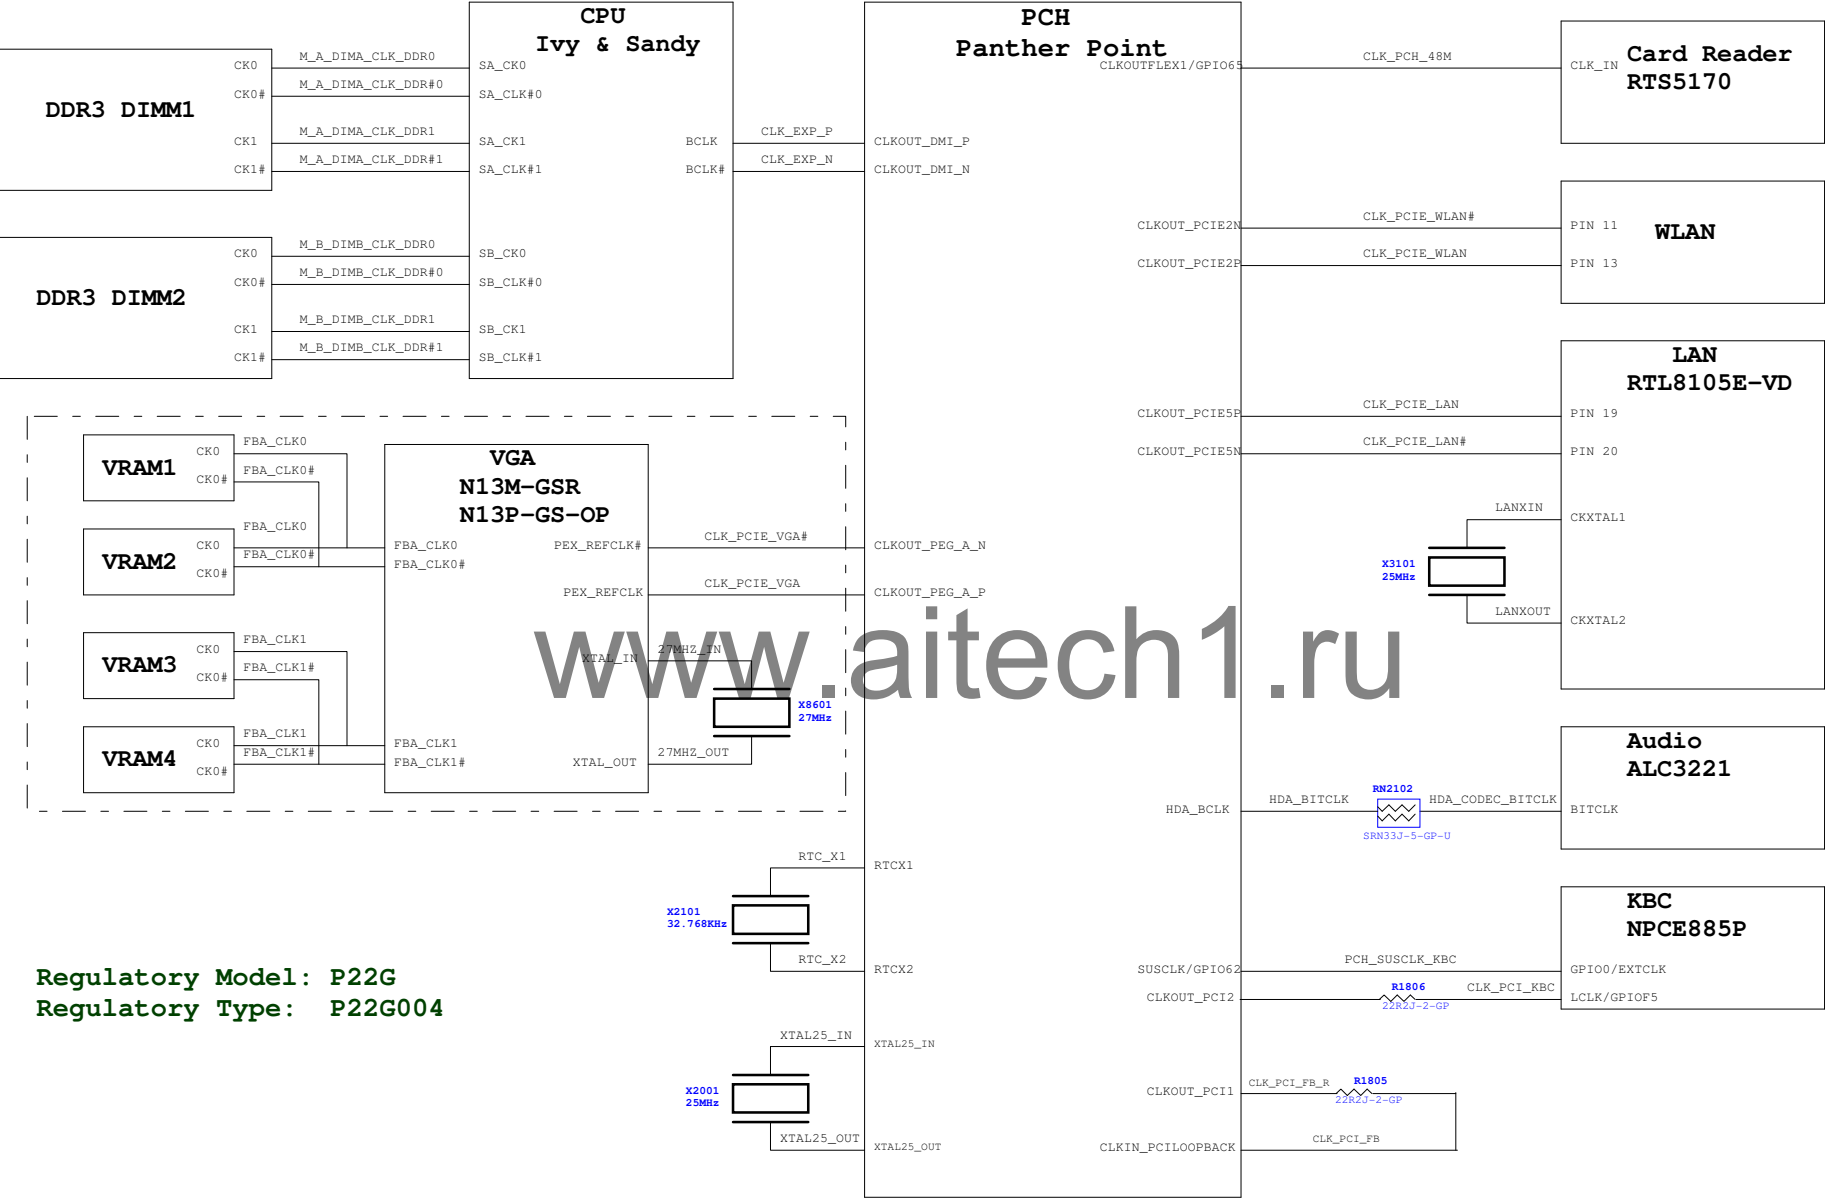 CPU
Ivy & Sandy
SA_CK0
SA_CLK#0
SA_CK1
SA_CLK#1
SB_CK0
SB_CLK#0
SB_CK1
SB_CLK#1
BCLK
BCLK#
DDR3 DIMM1
CK0
CK0#
CK1
CK1#
M_A_DIMA_CLK_DDR0
M_A_DIMA_CLK_DDR#0
M_A_DIMA_CLK_DDR1
M_A_DIMA_CLK_DDR#1
DDR3 DIMM2
CK0
CK0#
CK1
CK1#
M_B_DIMB_CLK_DDR0
M_B_DIMB_CLK_DDR#0
M_B_DIMB_CLK_DDR1
M_B_DIMB_CLK_DDR#1
CLK_EXP_P
CLK_EXP_N
PCH
Panther Point
CLKOUT_DMI_P
CLKOUT_DMI_N
CLKOUTFLEX1/GPIO65
CLK_PCH_48M
CLK_IN
Card Reader
RTS5170
CLKOUT_PCIE2N
CLKOUT_PCIE2P
CLK_PCIE_WLAN#
CLK_PCIE_WLAN
PIN 11
PIN 13
WLAN
LAN
RTL8105E-VD
CLKOUT_PCIE5P
CLKOUT_PCIE5N
CLK_PCIE_LAN
CLK_PCIE_LAN#
PIN 19
PIN 20
LANXIN
CKXTAL1
X3101
25MHz
LANXOUT
CKXTAL2
VRAM1
CK0
CK0#
FBA_CLK0
FBA_CLK0#
VRAM2
CK0
CK0#
FBA_CLK0
FBA_CLK0#
VRAM3
CK0
CK0#
FBA_CLK1
FBA_CLK1#
VRAM4
CK0
CK0#
FBA_CLK1
FBA_CLK1#
VGA
N13M-GSR
N13P-GS-OP
FBA_CLK0
FBA_CLK0#
PEX_REFCLK#
PEX_REFCLK
XTAL_IN
XTAL_OUT
FBA_CLK1
FBA_CLK1#
CLK_PCIE_VGA#
CLK_PCIE_VGA
CLKOUT_PEG_A_N
CLKOUT_PEG_A_P
27MHZ_IN
X8601
27MHz
27MHZ_OUT
www.aitech1.ru
Audio
ALC3221
HDA_BCLK
HDA_BITCLK
RN2102
SRN33J-5-GP-U
HDA_CODEC_BITCLK
BITCLK
RTC_X1
RTCX1
X2101
32.768KHz
RTC_X2
RTCX2
KBC
NPCE885P
SUSCLK/GPIO62
PCH_SUSCLK_KBC
GPIO0/EXTCLK
CLKOUT_PCI2
R1806
22R2J-2-GP
CLK_PCI_KBC
LCLK/GPIOF5
Regulatory Model: P22G
Regulatory Type: P22G004
XTAL25_IN
XTAL25_IN
X2001
25MHz
XTAL25_OUT
XTAL25_OUT
CLKOUT_PCI1
CLK_PCI_FB_R
R1805
22R2J-2-GP
CLKIN_PCILOOPBACK
CLK_PCI_FB